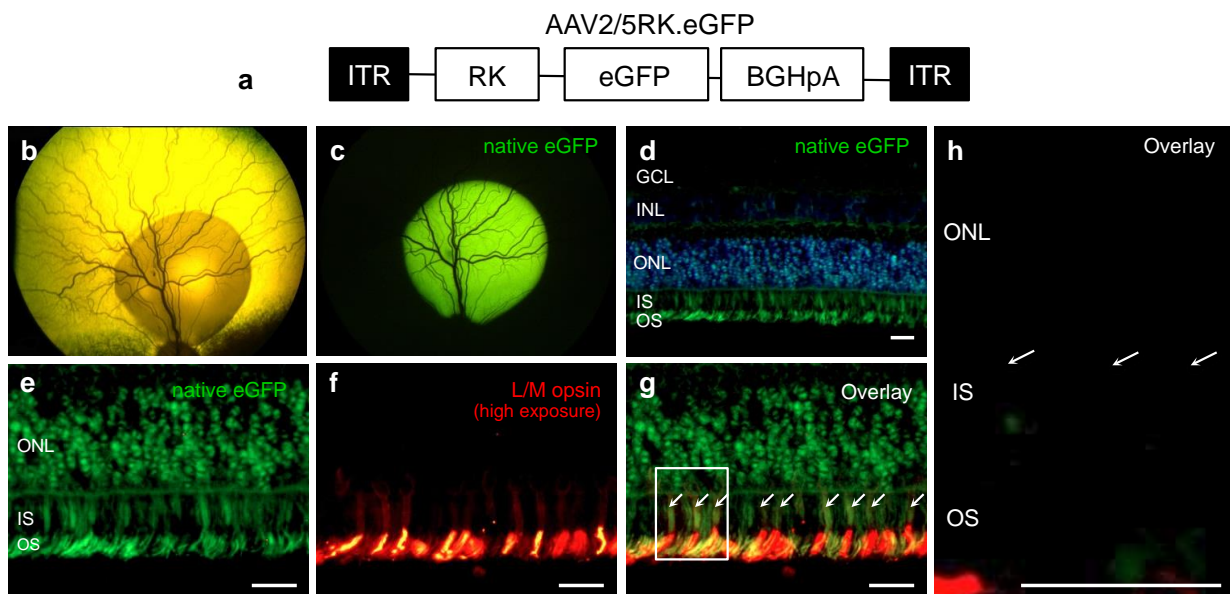 AAV2/5RK.eGFP
a
ITR RK eGFP BGHpA ITR
b
c native eGFP
d native eGFP
GCL
INL
ONL
IS
OS
h Overlay
ONL
IS
OS
e native eGFP
ONL
IS
OS
f L/M opsin
(high exposure)
g Overlay